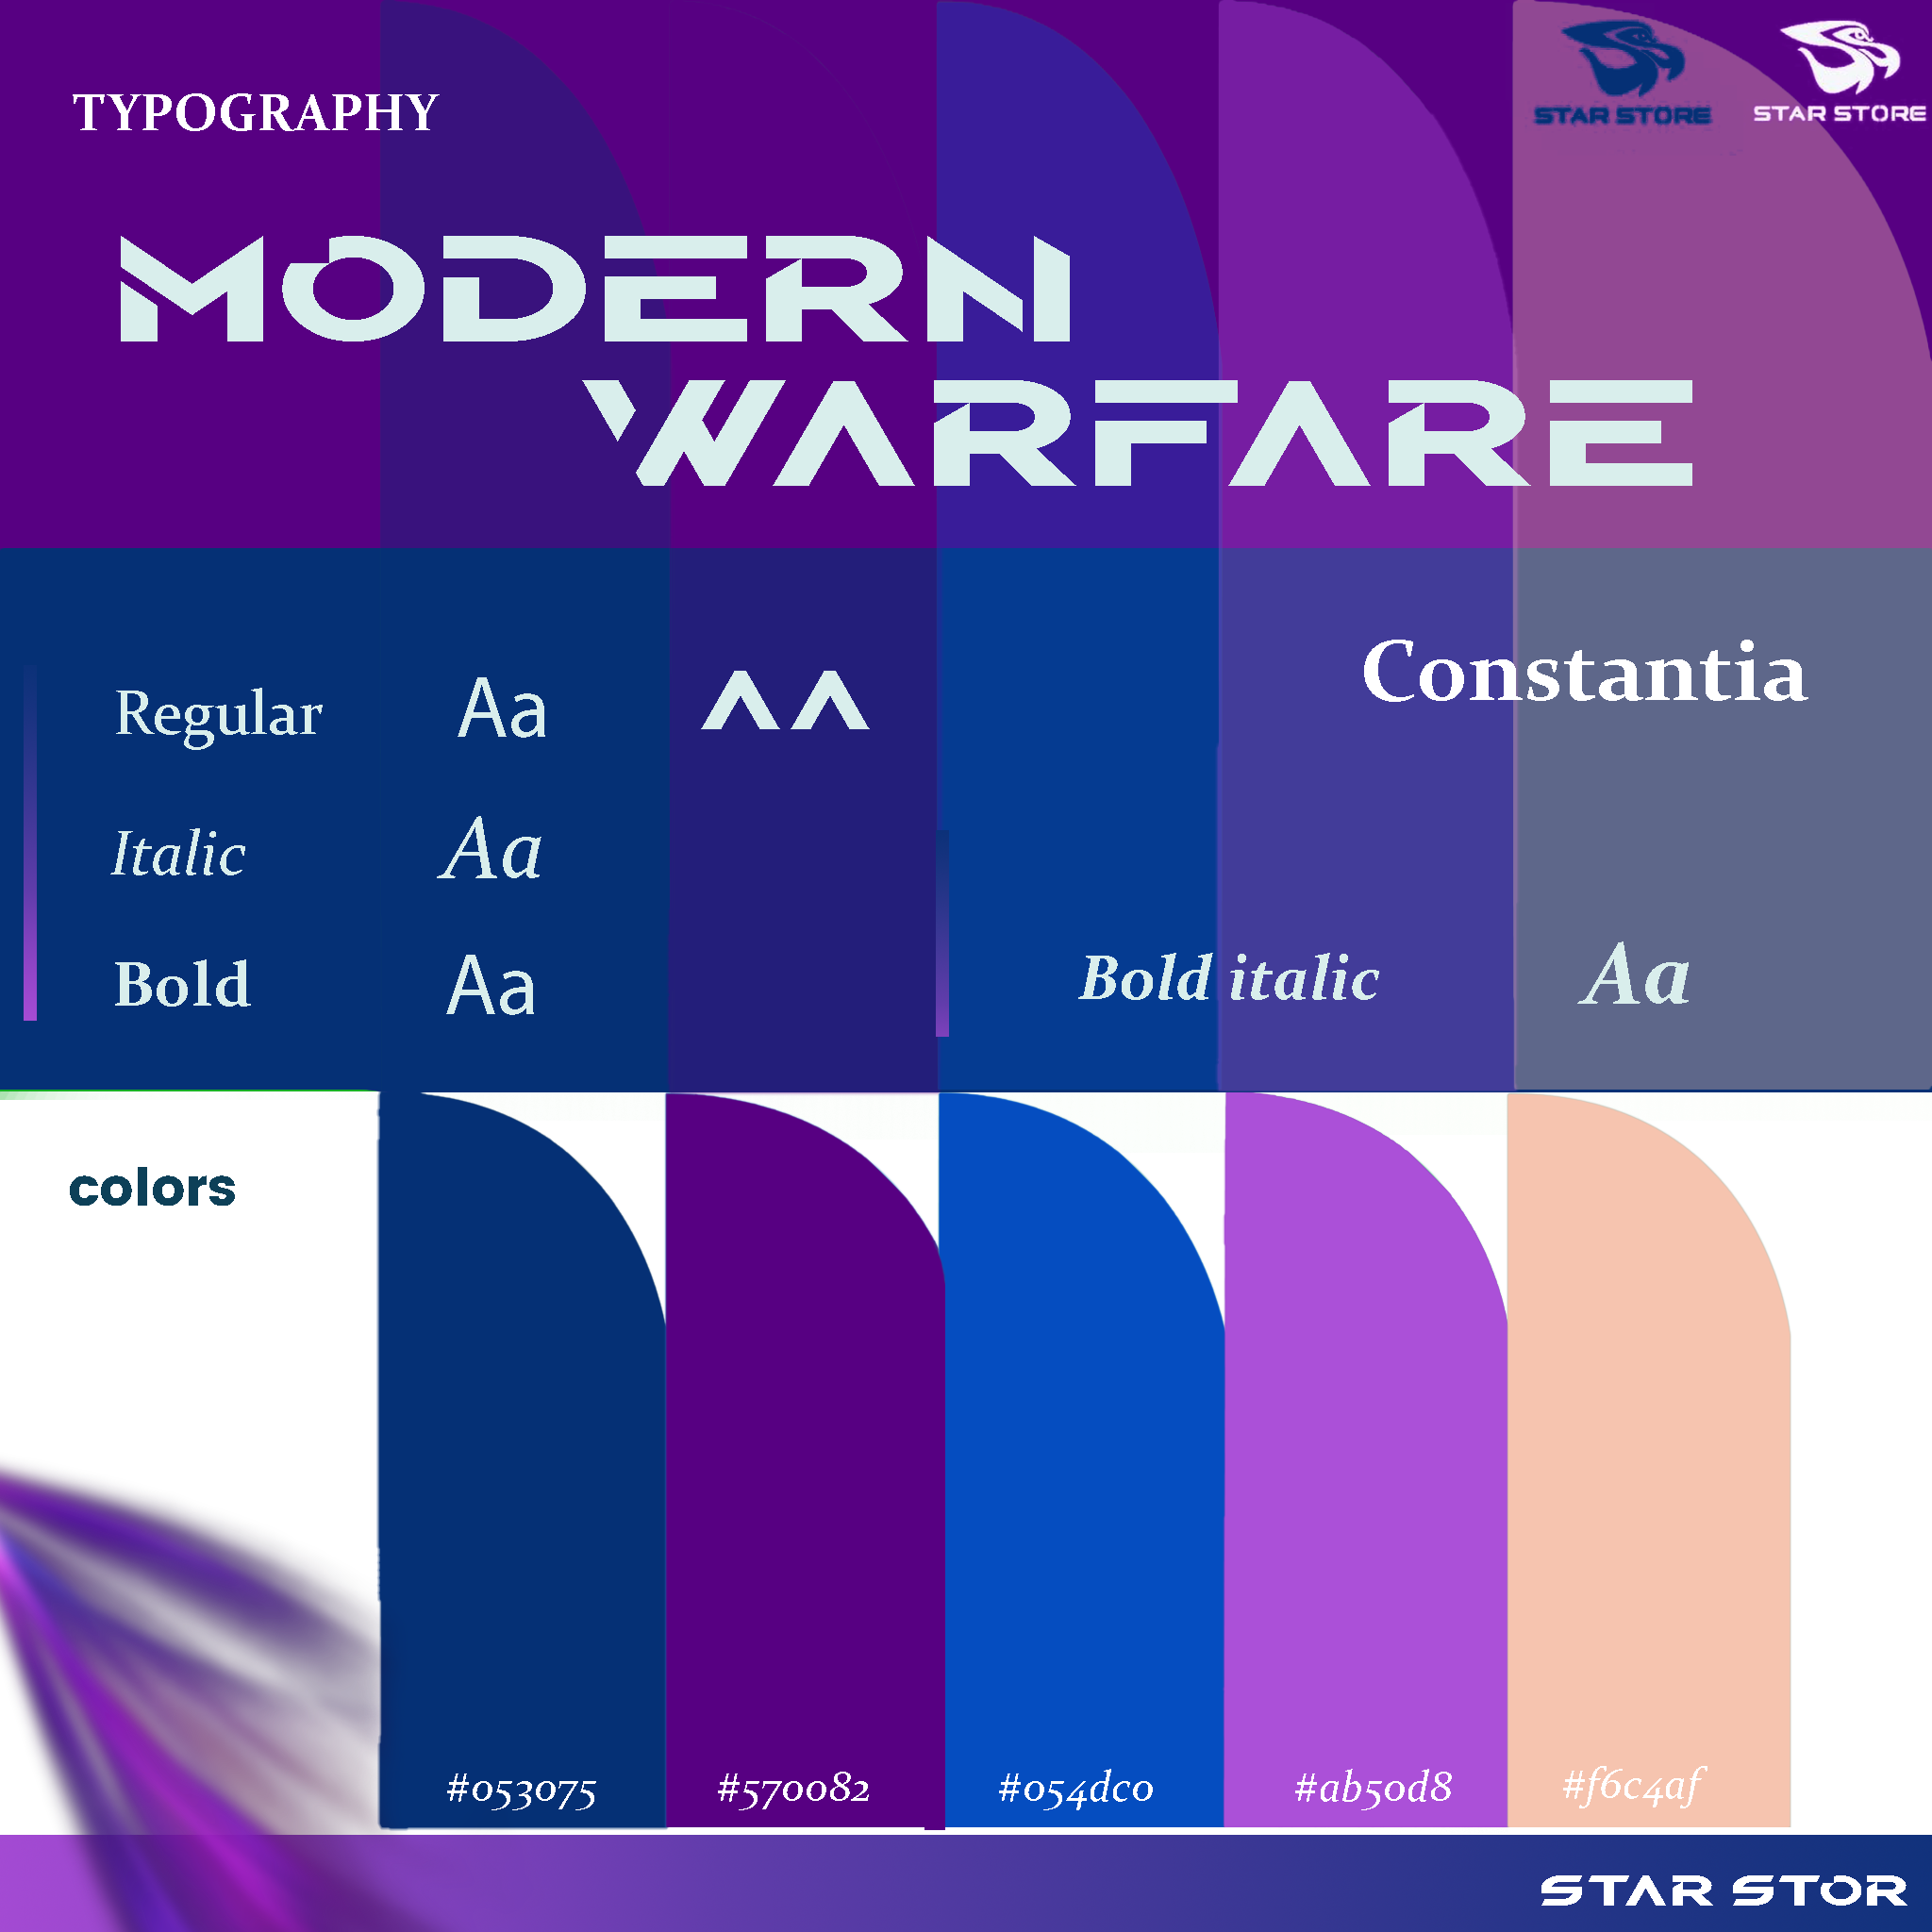 TYPOGRAPHY
STAR STORE
STAR STORE
MODERN
WARFARE
Constantia
Regular Aa AA
Italic Aa
Bold Aa
Bold italic Aa
colors
#053075 #570082 #054dc0 #ab50d8 #f6c4af
STAR STOR